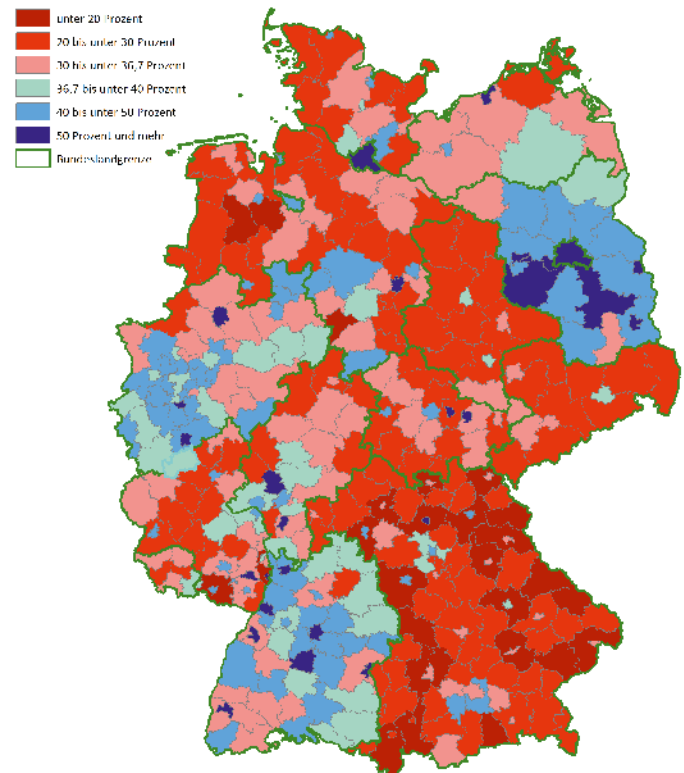 unter 20 Prozent
20 bis unter 30 Prozent
30 bis unter 36,7 Prozent
36,7 bis unter 40 Prozent
40 bis unter 50 Prozent
50 Prozent und mehr
Bundeslandgrenze